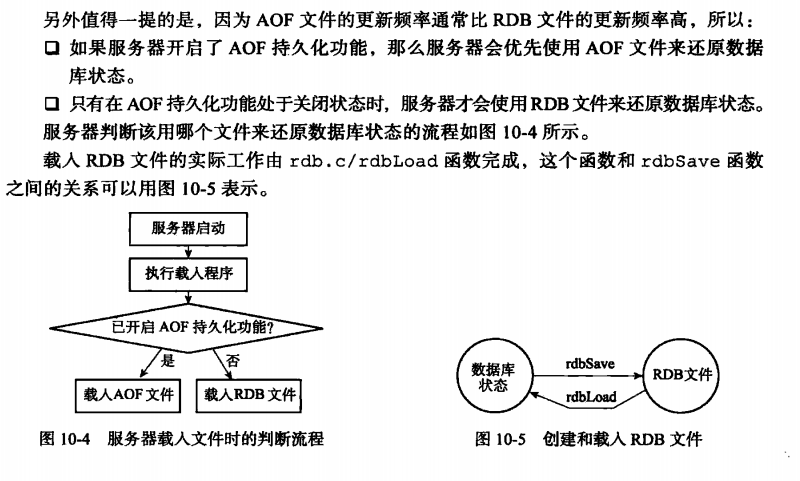 另外值得一提的是，因为 AOF 文件的更新频率通常比 RDB 文件的更新频率高，所以：
❑ 如果服务器开启了 AOF 持久化功能，那么服务器会优先使用 AOF 文件来还原数据
库状态。
❑ 只有在 AOF 持久化功能处于关闭状态时，服务器才会使用 RDB 文件来还原数据库状态。
服务器判断该用哪个文件来还原数据库状态的流程如图 10-4 所示。
载入 RDB 文件的实际工作由 rdb.c/rdbLoad 函数完成，这个函数和 rdbSave 函数
之间的关系可以用图 10-5 表示。
服务器启动
执行载入程序
已开启 AOF 持久化功能?
是
否
载入AOF 文件
载入RDB 文件
图 10-4 服务器载入文件时的判断流程
数据库
状态
rdbSave
rdbLoad
RDB文件
图 10-5 创建和载入 RDB 文件